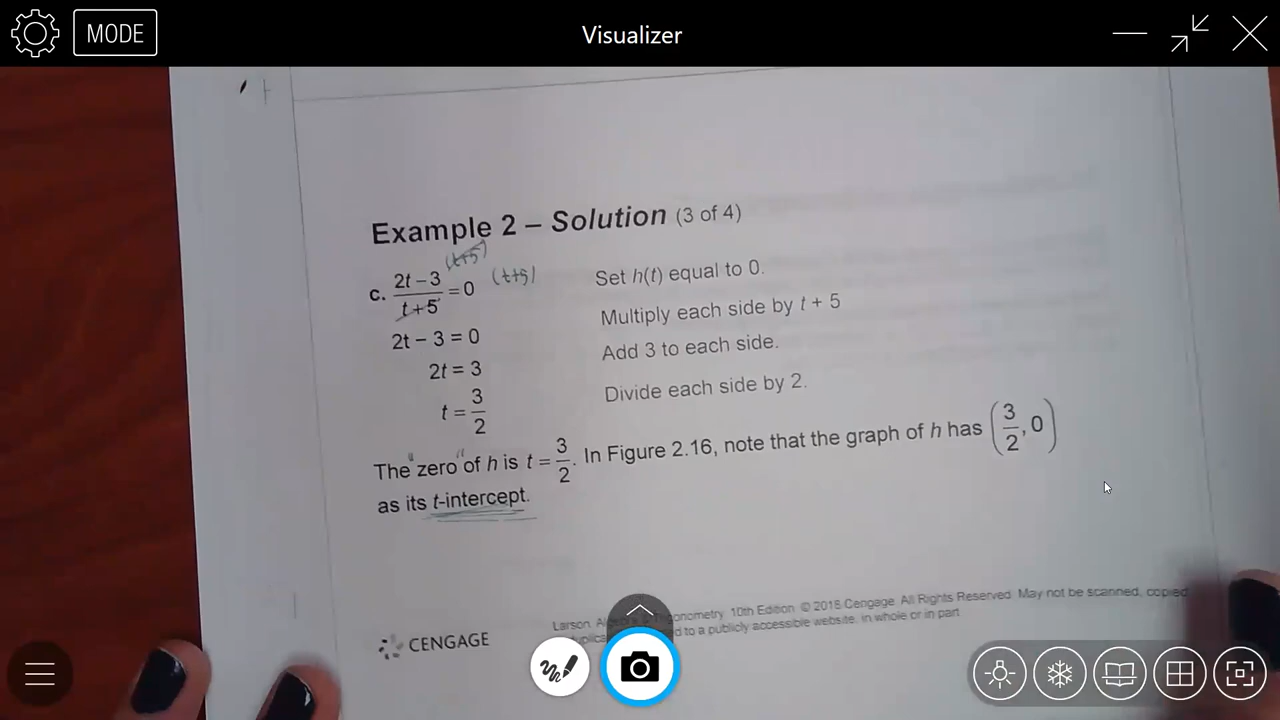 MODE
Visualizer
Example 2 – Solution (3 of 4)
(t+5)
c. (2t – 3)/(t + 5) = 0 (t+5) Set h(t) equal to 0.
2t – 3 = 0 Multiply each side by t + 5
2t = 3 Add 3 to each side.
t = 3/2 Divide each side by 2.
The "zero" of h is t = 3/2. In Figure 2.16, note that the graph of h has (3/2, 0)
as its t-intercept.
CENGAGE
Larson, 10th Edition. © 2018 Cengage. All Rights Reserved. May not be scanned, copied
to a publicly accessible website, in whole or in part.